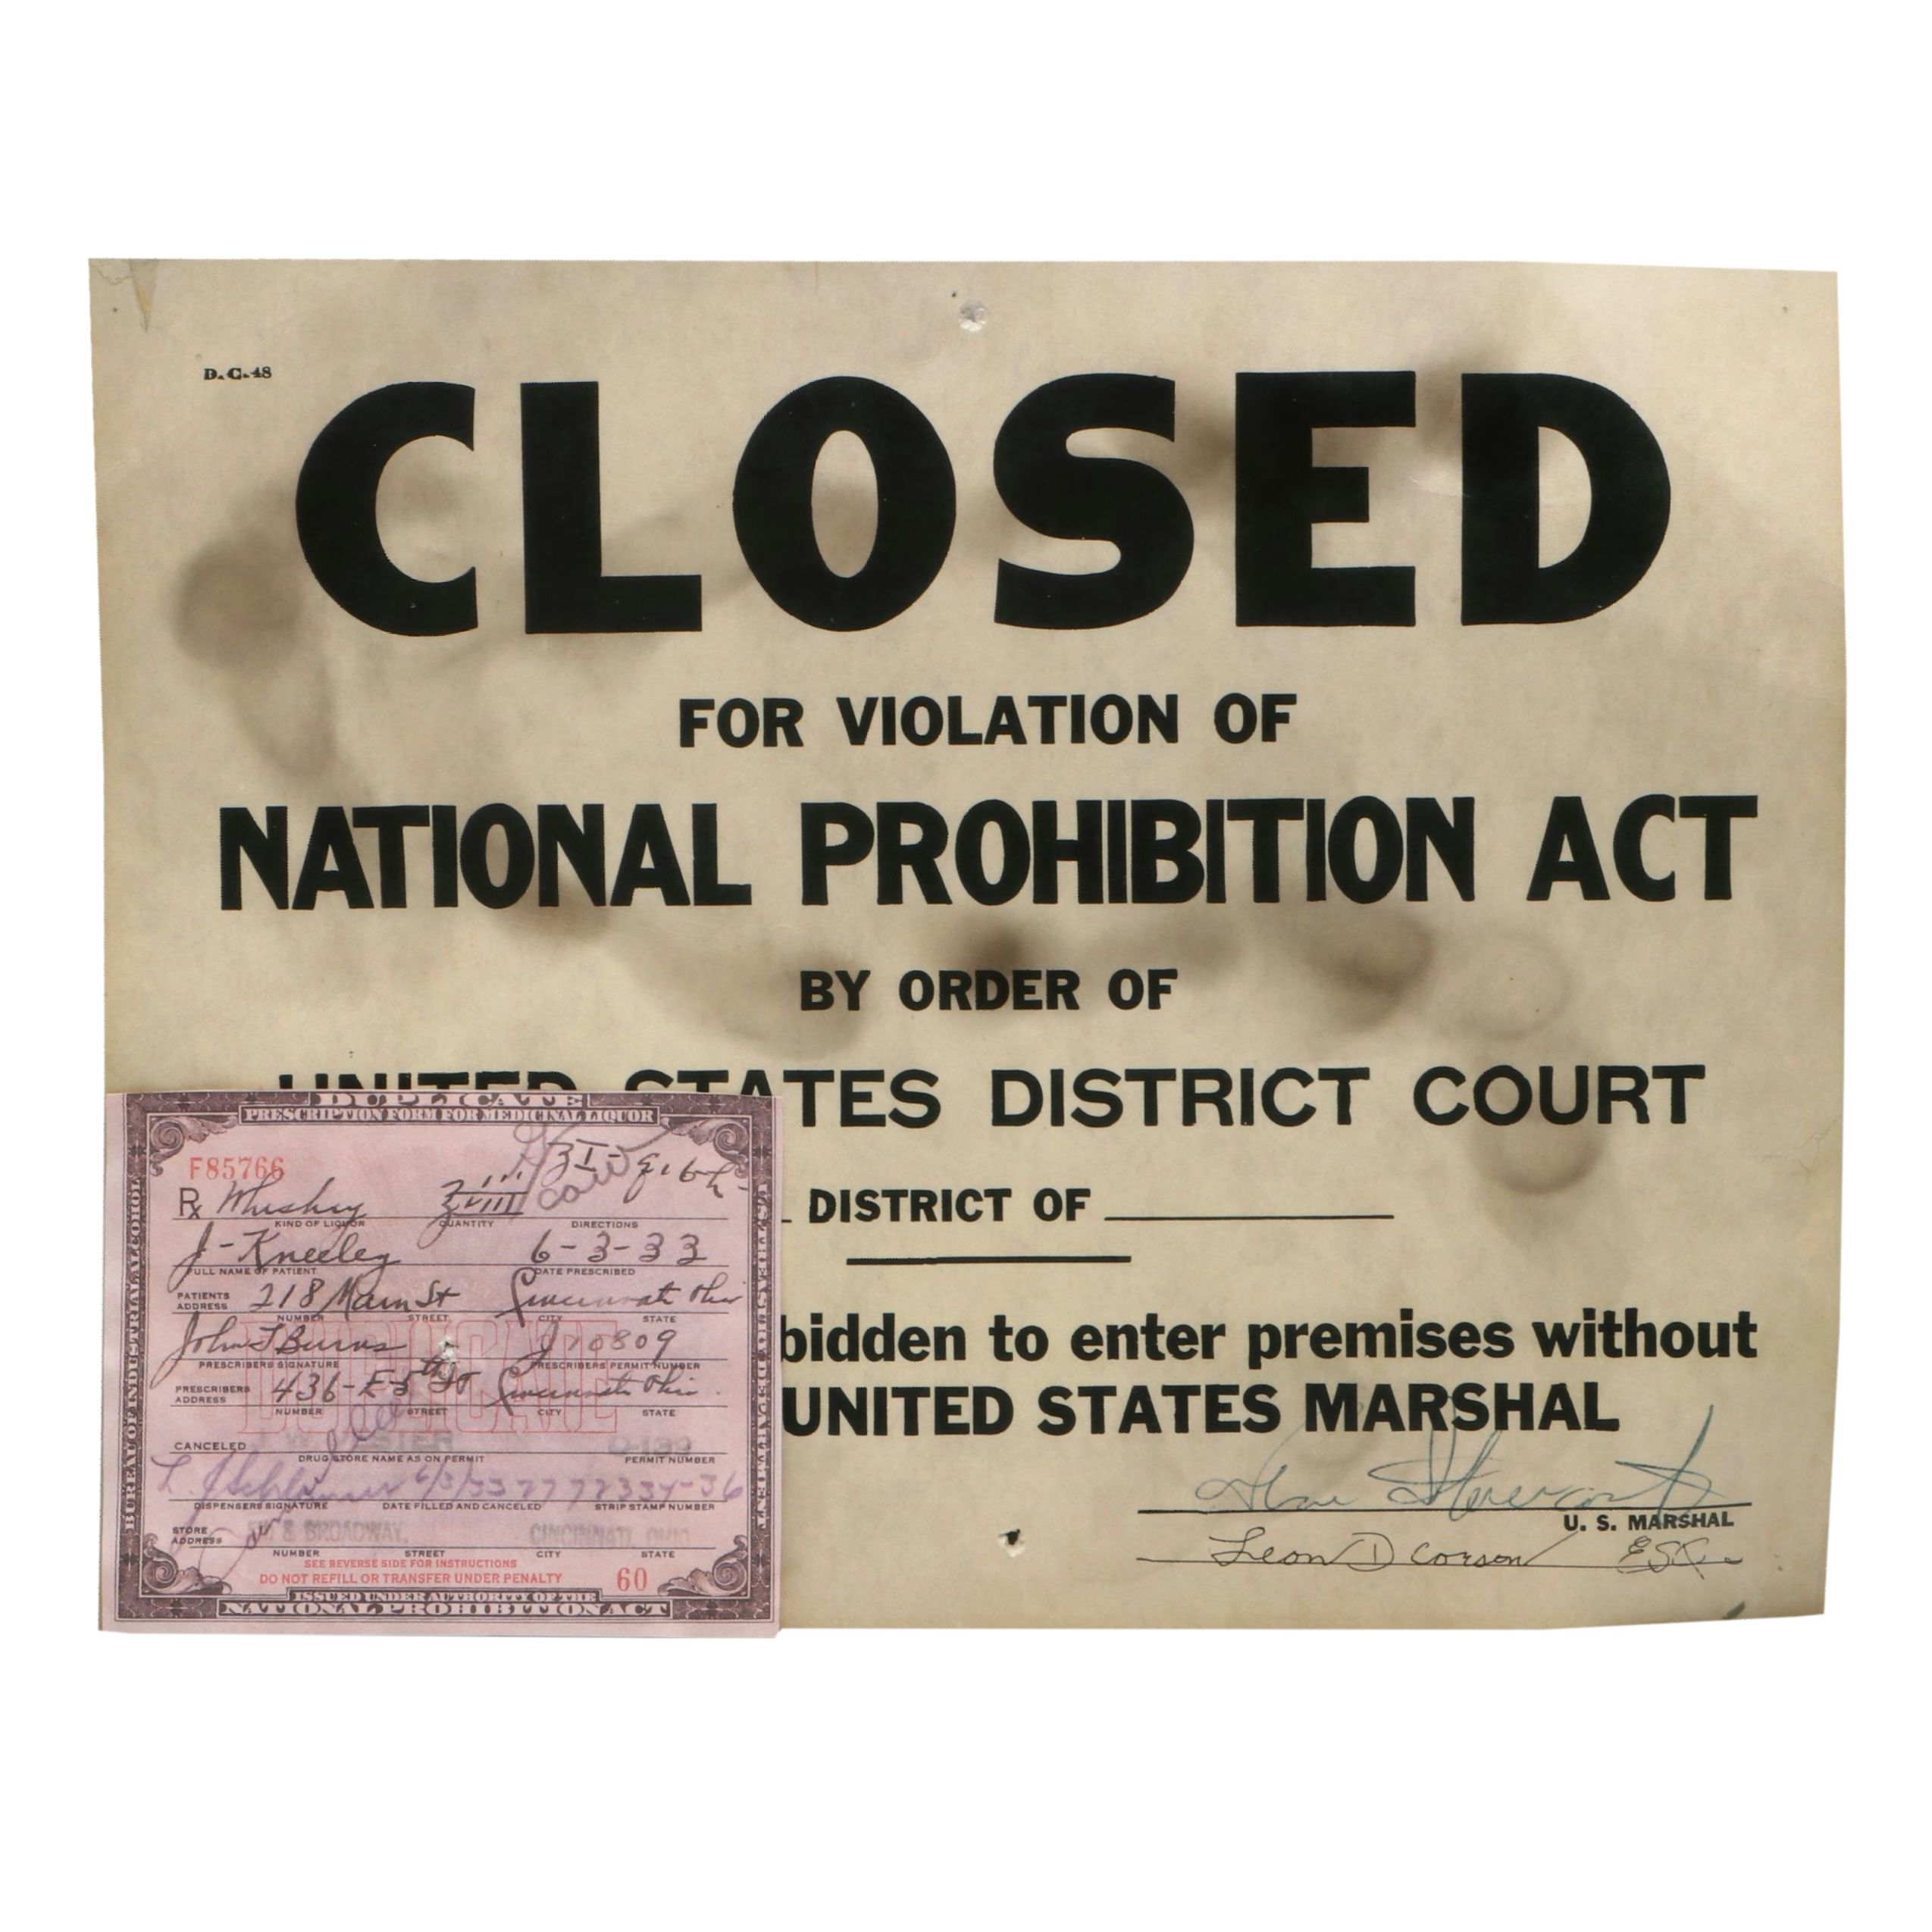 D. C. 48
CLOSED
FOR VIOLATION OF
NATIONAL PROHIBITION ACT
BY ORDER OF
UNITED STATES DISTRICT COURT
DISTRICT OF
bidden to enter premises without
UNITED STATES MARSHAL
U. S. MARSHAL
Leon D Corson
DUPLICATE
PRESCRIPTION FORM FOR MEDICINAL LIQUOR
F85766
Rx Whiskey
KIND OF LIQUOR QUANTITY DIRECTIONS
J-Kneeley 6-3-33
FULL NAME OF PATIENT DATE PRESCRIBED
PATIENTS ADDRESS 218 Main St Cincinnati Ohio
NUMBER STREET CITY STATE
John T Burns J10809
PRESCRIBERS SIGNATURE PRESCRIBERS PERMIT NUMBER
PRESCRIBERS ADDRESS 436-E 5th St Cincinnati Ohio
NUMBER STREET CITY STATE
CANCELED
DRUG STORE NAME AS ON PERMIT PERMIT NUMBER
DISPENSERS SIGNATURE DATE FILLED AND CANCELED STRIP STAMP NUMBER
STORE ADDRESS & BROADWAY, CINCINNATI, OHIO
NUMBER STREET CITY STATE
SEE REVERSE SIDE FOR INSTRUCTIONS
DO NOT REFILL OR TRANSFER UNDER PENALTY 60
ISSUED UNDER AUTHORITY OF THE
NATIONAL PROHIBITION ACT
BUREAU OF INDUSTRIAL ALCOHOL
DUPLICATE